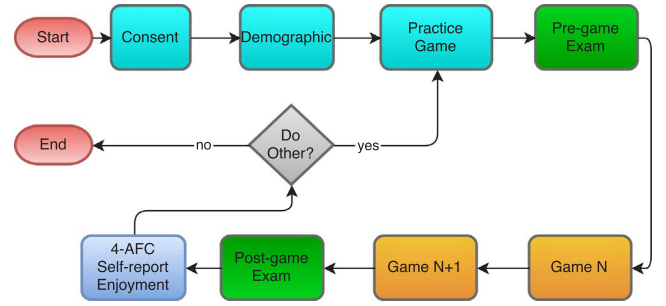 Start
Consent
Demographic
Practice
Game
Pre-game
Exam
End
no
Do
Other?
yes
4-AFC
Self-report
Enjoyment
Post-game
Exam
Game N+1
Game N